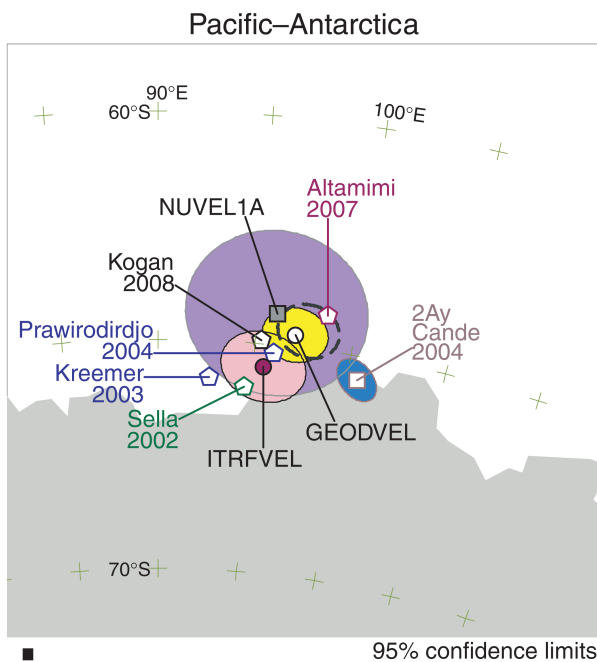 Pacific–Antarctica
90°E
60°S
100°E
Altamimi
2007
NUVEL1A
Kogan
2008
2Ay
Cande
2004
Prawirodirdjo
2004
Kreemer
2003
Sella
2002
GEODVEL
ITRFVEL
70°S
95% confidence limits